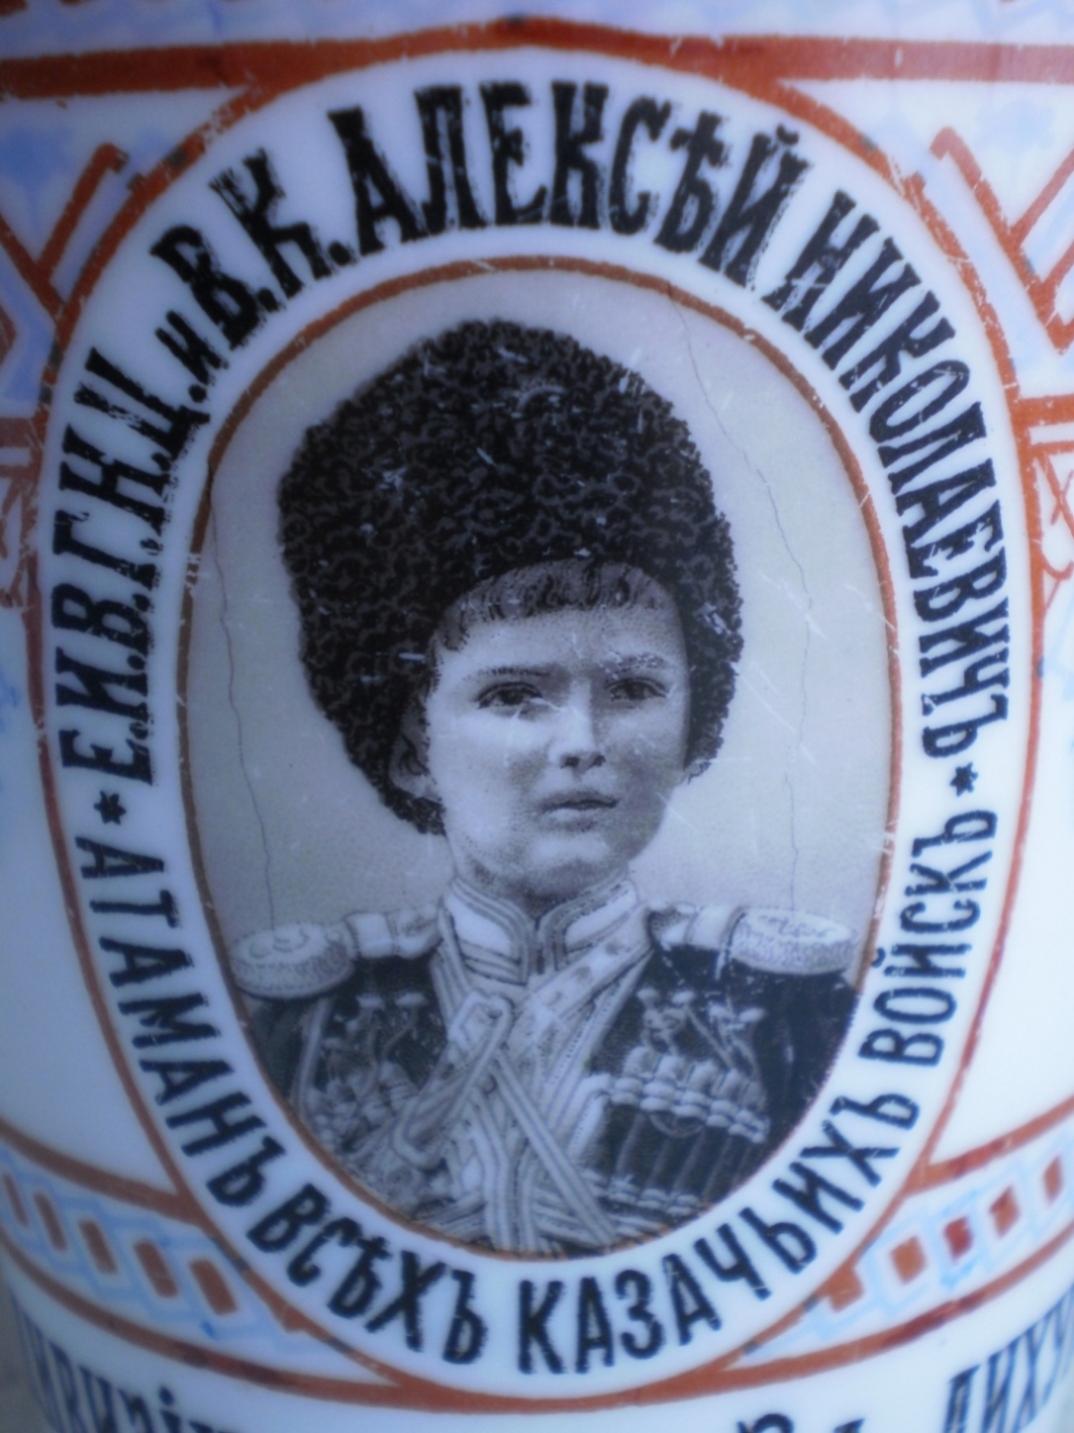 Е.И.В.Г.Н.Ц. и В.К. АЛЕКСѢЙ НИКОЛАЕВИЧЪ
* АТАМАНЪ ВСѢХЪ КАЗАЧЬИХЪ ВОЙСКЪ *